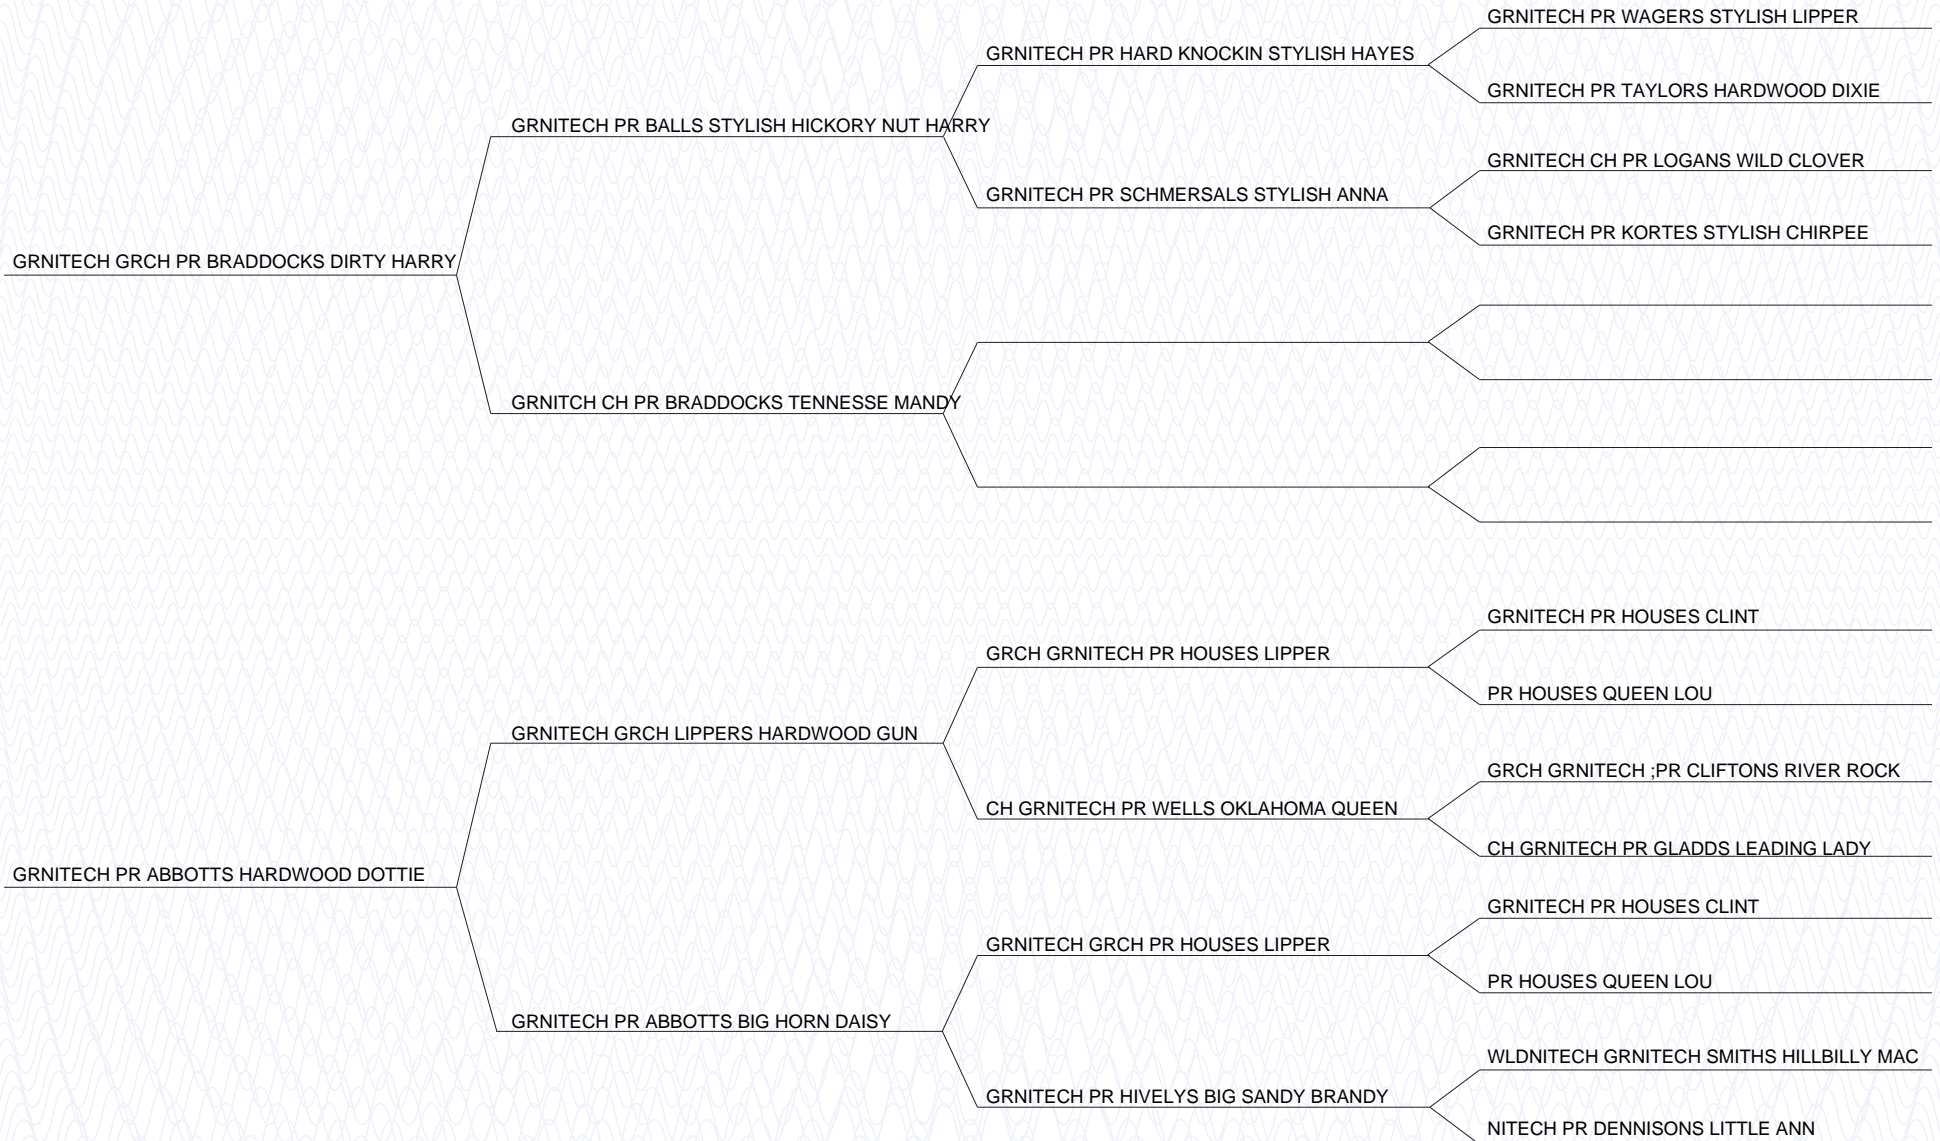 GRNITECH PR WAGERS STYLISH LIPPER
GRNITECH PR HARD KNOCKIN STYLISH HAYES
GRNITECH PR TAYLORS HARDWOOD DIXIE
GRNITECH PR BALLS STYLISH HICKORY NUT HARRY
GRNITECH CH PR LOGANS WILD CLOVER
GRNITECH PR SCHMERSALS STYLISH ANNA
GRNITECH PR KORTES STYLISH CHIRPEE
GRNITECH GRCH PR BRADDOCKS DIRTY HARRY
GRNITCH CH PR BRADDOCKS TENNESSE MANDY
GRNITECH PR HOUSES CLINT
GRCH GRNITECH PR HOUSES LIPPER
PR HOUSES QUEEN LOU
GRNITECH GRCH LIPPERS HARDWOOD GUN
GRCH GRNITECH ;PR CLIFTONS RIVER ROCK
CH GRNITECH PR WELLS OKLAHOMA QUEEN
CH GRNITECH PR GLADDS LEADING LADY
GRNITECH PR ABBOTTS HARDWOOD DOTTIE
GRNITECH PR HOUSES CLINT
GRNITECH GRCH PR HOUSES LIPPER
PR HOUSES QUEEN LOU
GRNITECH PR ABBOTTS BIG HORN DAISY
WLDNITECH GRNITECH SMITHS HILLBILLY MAC
GRNITECH PR HIVELYS BIG SANDY BRANDY
NITECH PR DENNISONS LITTLE ANN